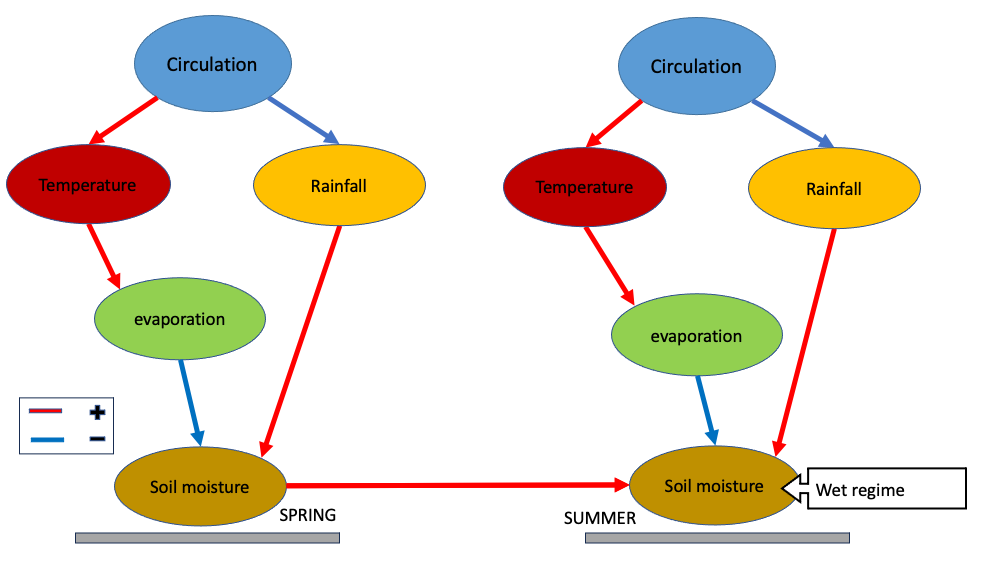 Circulation
Circulation
Temperature
Rainfall
Temperature
Rainfall
evaporation
evaporation
+
-
Soil moisture
Soil moisture
Wet regime
SPRING
SUMMER